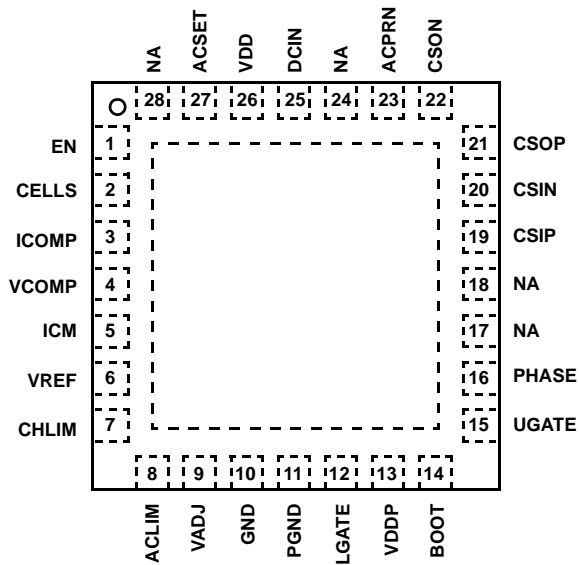 NA
ACSET
VDD
DCIN
NA
ACPRN
CSON
28 27 26 25 24 23 22
EN 1 21 CSOP
CELLS 2 20 CSIN
ICOMP 3 19 CSIP
VCOMP 4 18 NA
ICM 5 17 NA
VREF 6 16 PHASE
CHLIM 7 15 UGATE
8 9 10 11 12 13 14
ACLIM
VADJ
GND
PGND
LGATE
VDDP
BOOT